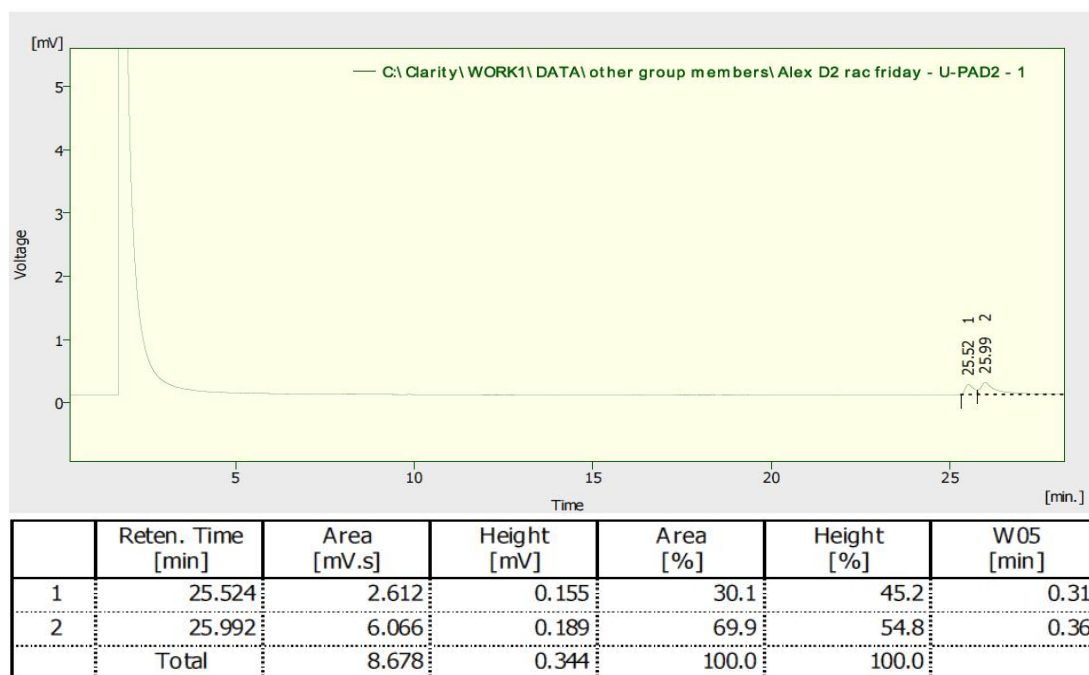 [mV]
C:\Clarity\WORK1\DATA\other group members\Alex D2 rac friday - U-PAD2 - 1
5
4
3
2
1
0
Voltage
25.52 1
25.99 2
5 10 15 20 25
Time
[min.]
Reten. Time [min] Area [mV.s] Height [mV] Area [%] Height [%] W05 [min]
1 25.524 2.612 0.155 30.1 45.2 0.31
2 25.992 6.066 0.189 69.9 54.8 0.36
Total 8.678 0.344 100.0 100.0